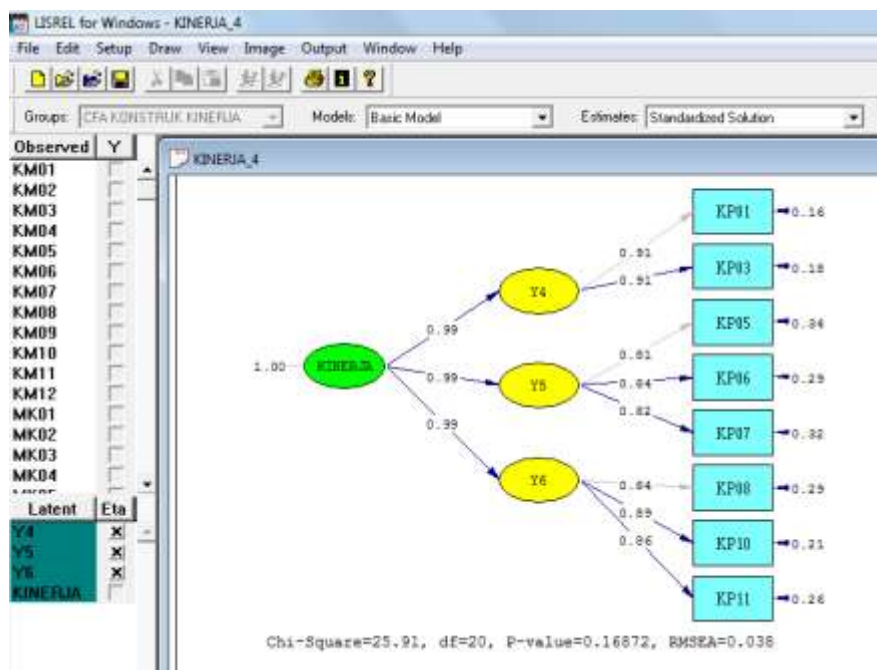 LISREL for Windows - KINERJA_4
File Edit Setup Draw View Image Output Window Help
Groups: CFA KONSTRUK KINERJA Models: Basic Model Estimates: Standardized Solution
Observed Y
KM01
KM02
KM03
KM04
KM05
KM06
KM07
KM08
KM09
KM10
KM11
KM12
MK01
MK02
MK03
MK04
Latent Eta
Y4
Y5
Y6
KINERJA
KINERJA_4
KP01 0.16
0.91
KP03 0.18
Y4 0.91
0.99
KP05 0.34
0.81
1.00 KINERJA 0.99 Y5 0.84 KP06 0.29
0.82
0.99 KP07 0.32
Y6 0.84 KP08 0.29
0.89
0.86 KP10 0.21
KP11 0.26
Chi-Square=25.91, df=20, P-value=0.16872, RMSEA=0.038